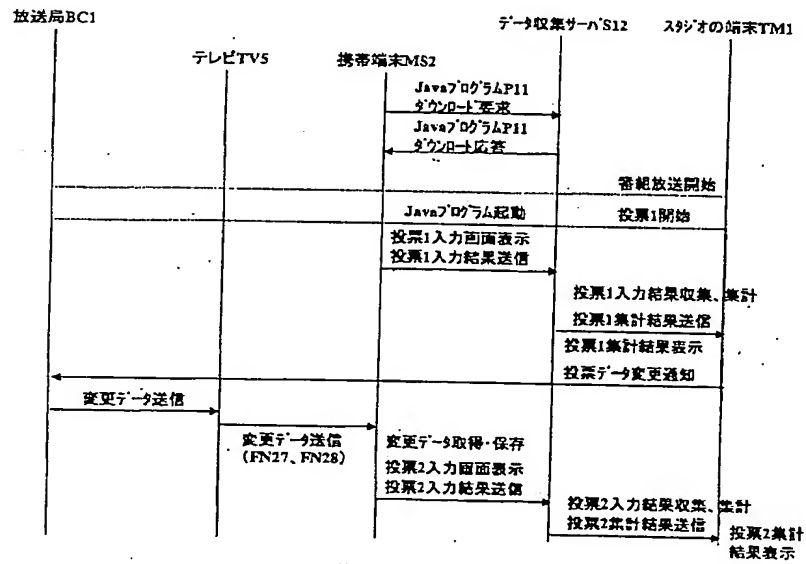 放送局BC1
データ収集サーバS12
スタジオの端末TM1
テレビTV5
携帯端末MS2
JavaプログラムP11
ダウンロード要求
JavaプログラムP11
ダウンロート応答
番組放送開始
Javaプログラム起動
投票1開始
投票1入力画面表示
投票1入力結果送信
投票1入力結果収集、集計
投票1集計結果送信
投票1集計結果表示
投票データ変更通知
変更データ送信
変更データ送信
(FN27、FN28)
変更データ取得・保存
投票2入力画面表示
投票2入力結果送信
投票2入力結果収集、集計
投票2集計結果送信
投票2集計
結果表示